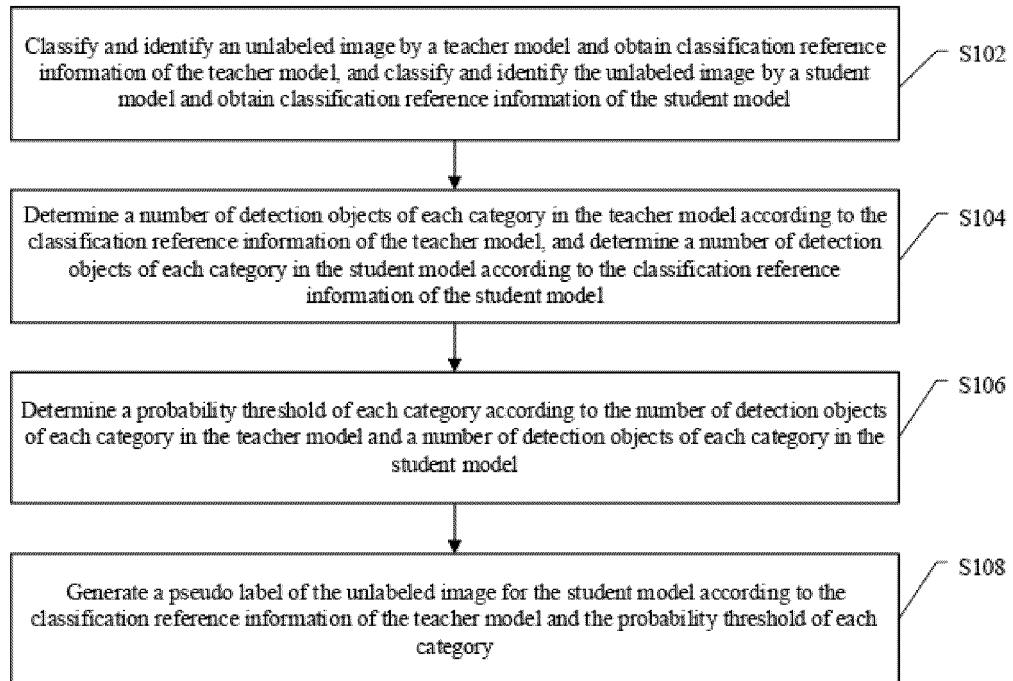 Classify and identify an unlabeled image by a teacher model and obtain classification reference
information of the teacher model, and classify and identify the unlabeled image by a student
model and obtain classification reference information of the student model
S102
Determine a number of detection objects of each category in the teacher model according to the
classification reference information of the teacher model, and determine a number of detection
objects of each category in the student model according to the classification reference
information of the student model
S104
Determine a probability threshold of each category according to the number of detection objects
of each category in the teacher model and a number of detection objects of each category in the
student model
S106
Generate a pseudo label of the unlabeled image for the student model according to the
classification reference information of the teacher model and the probability threshold of each
category
S108